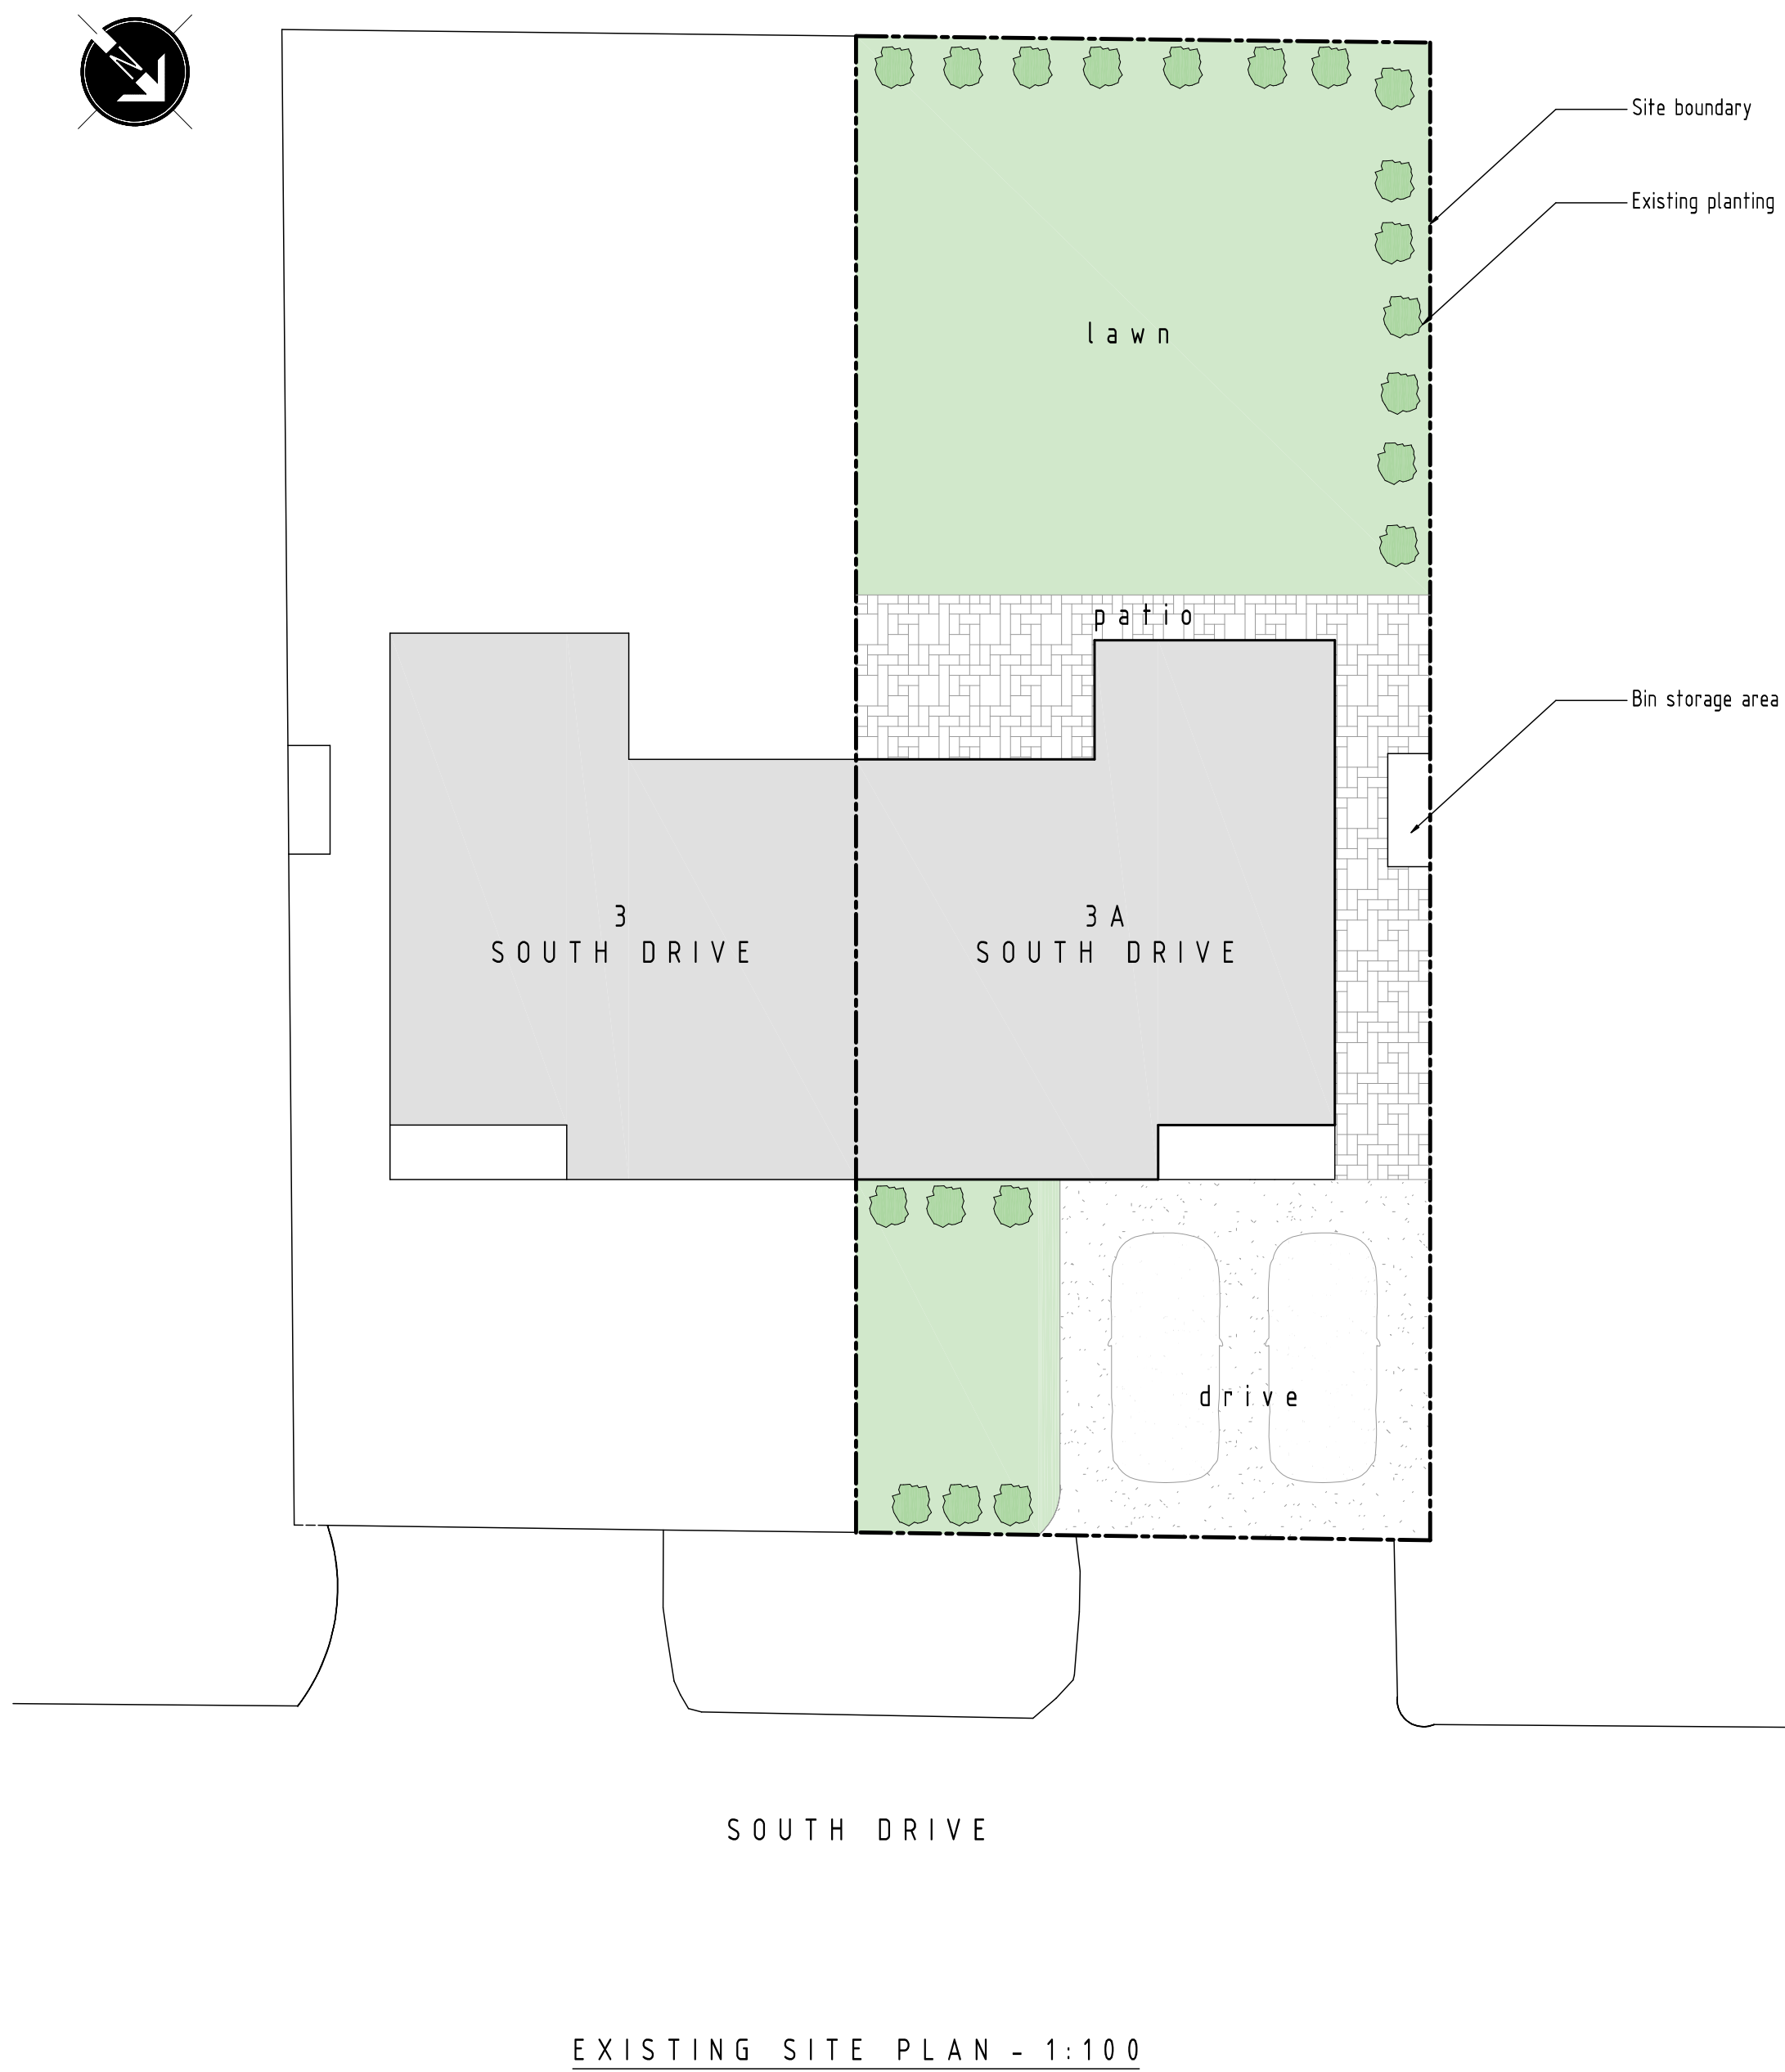 N
Site boundary
Existing planting
lawn
patio
Bin storage area
3
SOUTH DRIVE
3A
SOUTH DRIVE
drive
SOUTH DRIVE
EXISTING SITE PLAN - 1:100